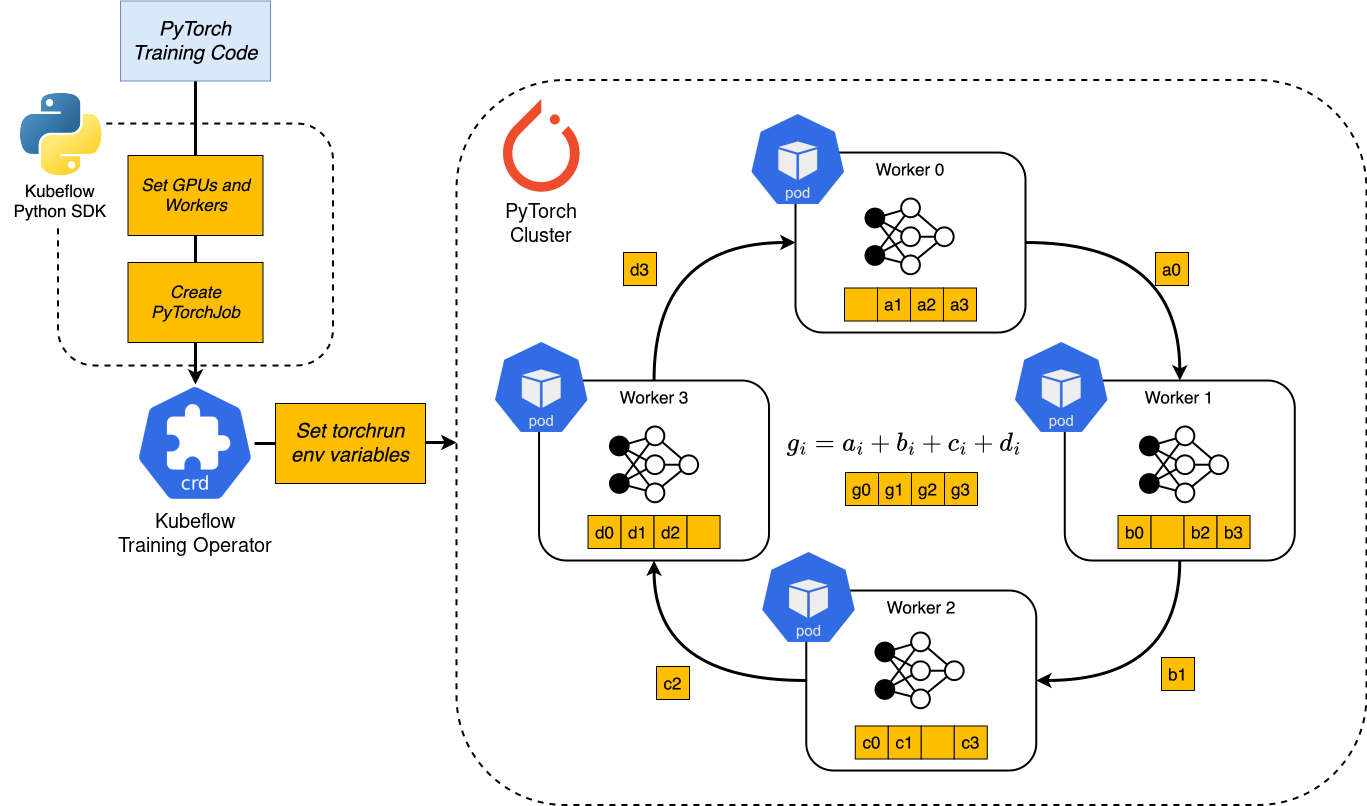 PyTorch
Training Code
Kubeflow
Python SDK
Set GPUs and
Workers
Create
PyTorchJob
crd
Kubeflow
Training Operator
Set torchrun
env variables
PyTorch
Cluster
pod
Worker 0
a1 a2 a3
a0
pod
Worker 1
b0 b2 b3
b1
pod
Worker 2
c0 c1 c3
c2
pod
Worker 3
d0 d1 d2
d3
g_i = a_i + b_i + c_i + d_i
g0 g1 g2 g3